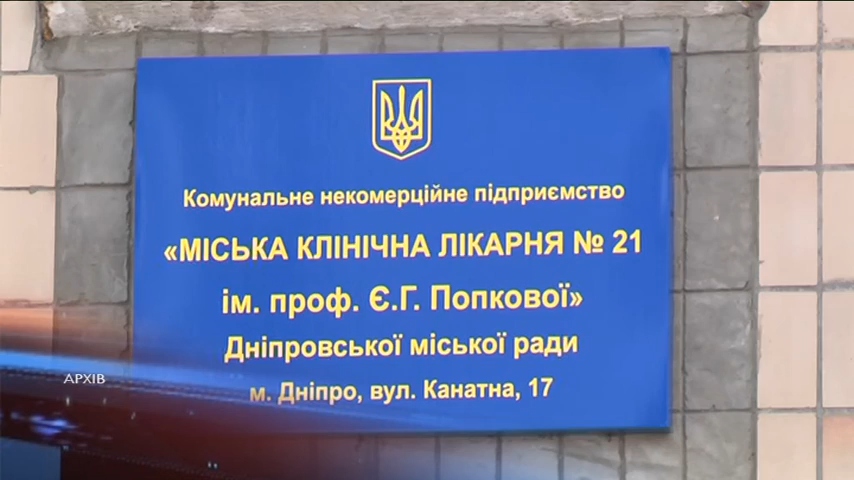 Комунальне некомерційне підприємство
«МІСЬКА КЛІНІЧНА ЛІКАРНЯ № 21
ім. проф. Є.Г. Попкової»
Дніпровської міської ради
м. Дніпро, вул. Канатна, 17
АРХІВ